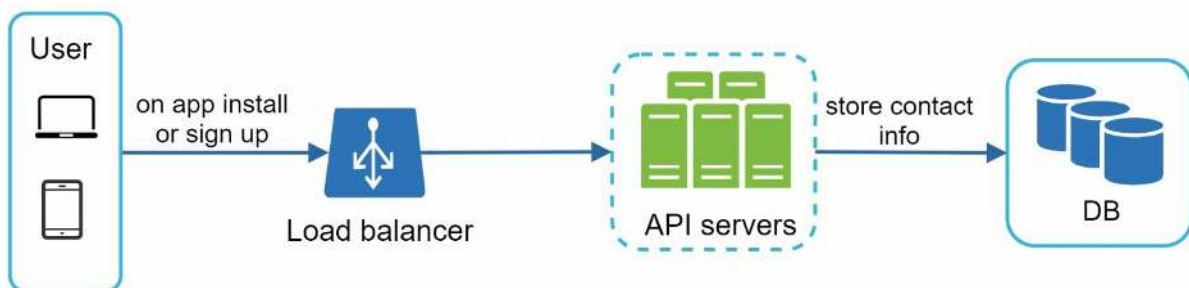 User
on app install
or sign up
Load balancer
API servers
store contact
info
DB